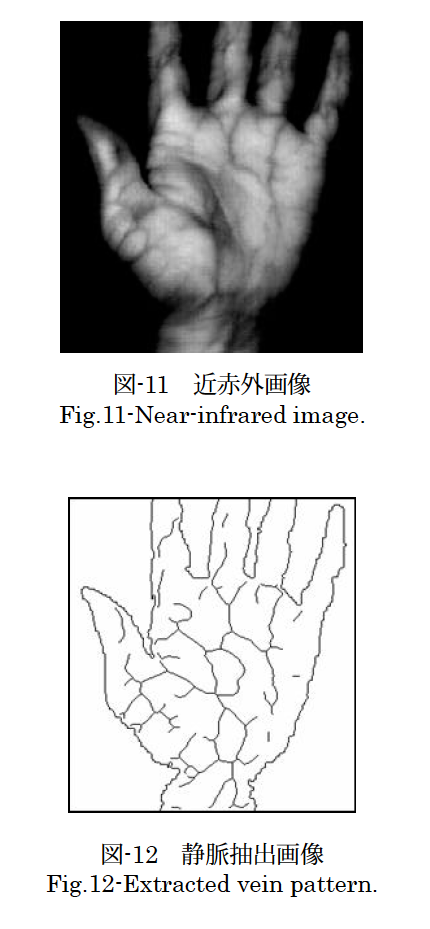 図-11　近赤外画像
Fig.11-Near-infrared image.
図-12　静脈抽出画像
Fig.12-Extracted vein pattern.